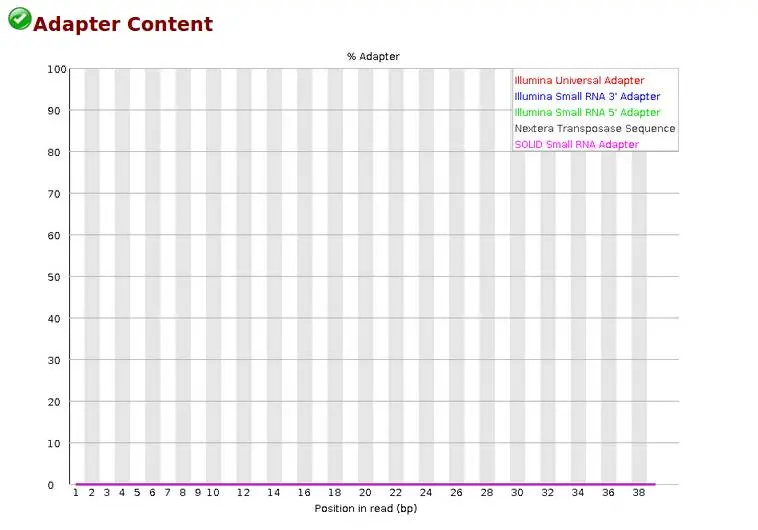 Adapter Content
% Adapter
Illumina Universal Adapter
Illumina Small RNA 3' Adapter
Illumina Small RNA 5' Adapter
Nextera Transposase Sequence
SOLID Small RNA Adapter
100
90
80
70
60
50
40
30
20
10
0
1 2 3 4 5 6 7 8 9 10 12 14 16 18 20 22 24 26 28 30 32 34 36 38
Position in read (bp)